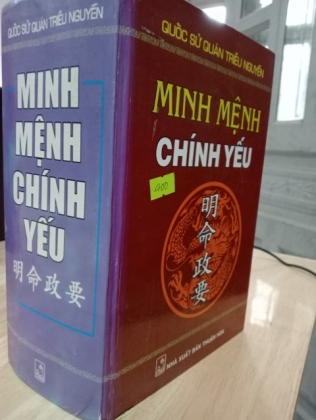 QUỐC SỬ QUÁN TRIỀU NGUYỄN
MINH
MỆNH
CHÍNH
YẾU
明命政要
QUỐC SỬ QUÁN TRIỀU NGUYỄN
MINH MỆNH
CHÍNH YẾU
明
命
政
要
NHÀ XUẤT BẢN THUẬN HÓA